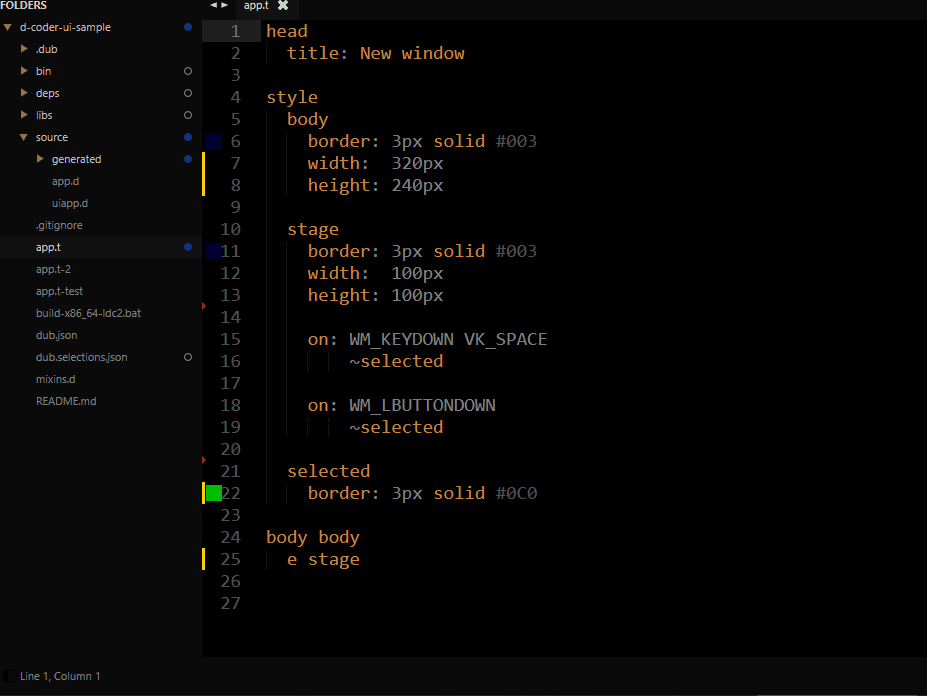 FOLDERS
d-coder-ui-sample
.dub
bin
deps
libs
source
generated
app.d
uiapp.d
.gitignore
app.t
app.t-2
app.t-test
build-x86_64-ldc2.bat
dub.json
dub.selections.json
mixins.d
README.md
app.t
1 head
2 title: New window
3
4 style
5 body
6 border: 3px solid #003
7 width: 320px
8 height: 240px
9
10 stage
11 border: 3px solid #003
12 width: 100px
13 height: 100px
14
15 on: WM_KEYDOWN VK_SPACE
16 ~selected
17
18 on: WM_LBUTTONDOWN
19 ~selected
20
21 selected
22 border: 3px solid #0C0
23
24 body body
25 e stage
26
27
Line 1, Column 1